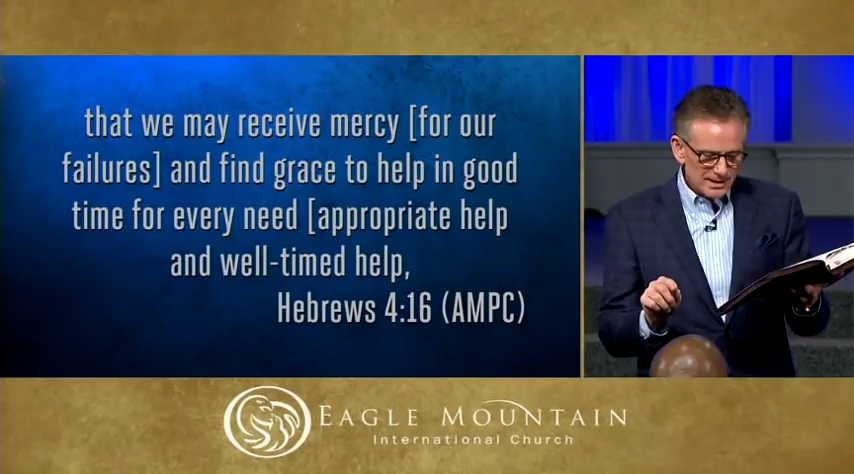 that we may receive mercy [for our
failures] and find grace to help in good
time for every need [appropriate help
and well-timed help,
Hebrews 4:16 (AMPC)
EAGLE MOUNTAIN
International Church